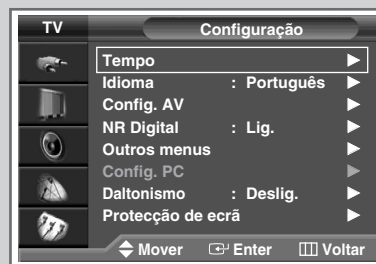 TV Configuração
Tempo
Idioma : Português
Config. AV
NR Digital : Lig.
Outros menus
Config. PC
Daltonismo : Deslig.
Protecção de ecrã
Mover Enter Voltar